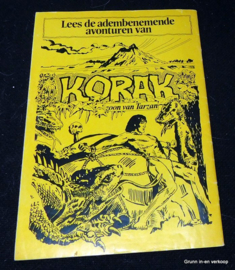 Lees de adembenemende
avonturen van
KORAK
zoon van Tarzan
Grunn in-en verkoop